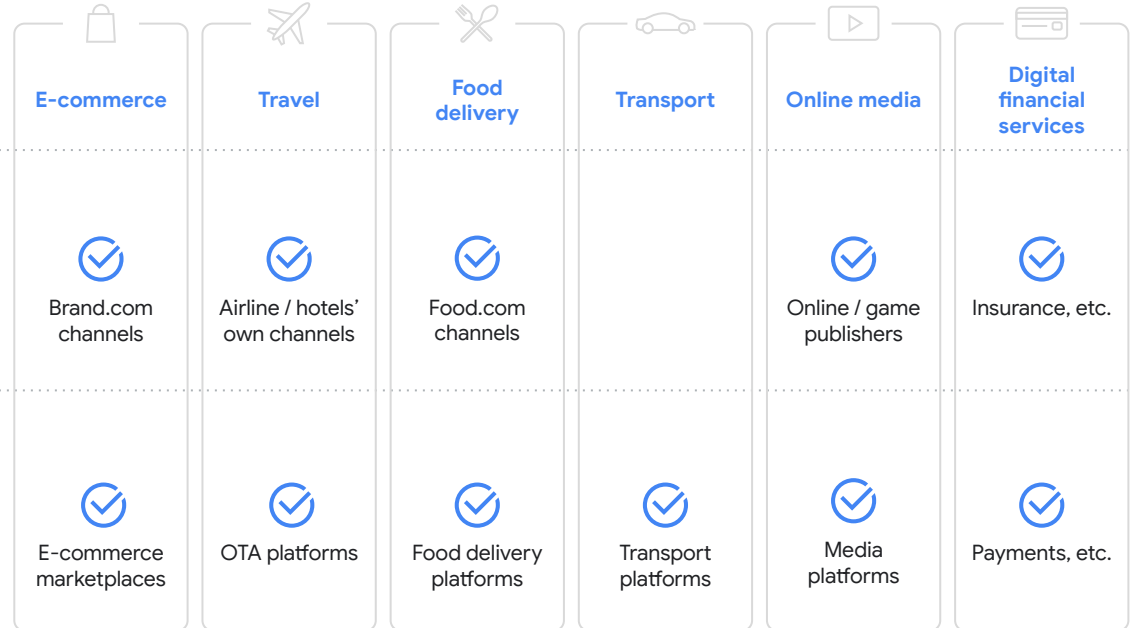 E-commerce
Travel
Food
delivery
Transport
Online media
Digital
financial
services
Brand.com
channels
Airline / hotels’
own channels
Food.com
channels
Online / game
publishers
Insurance, etc.
E-commerce
marketplaces
OTA platforms
Food delivery
platforms
Transport
platforms
Media
platforms
Payments, etc.